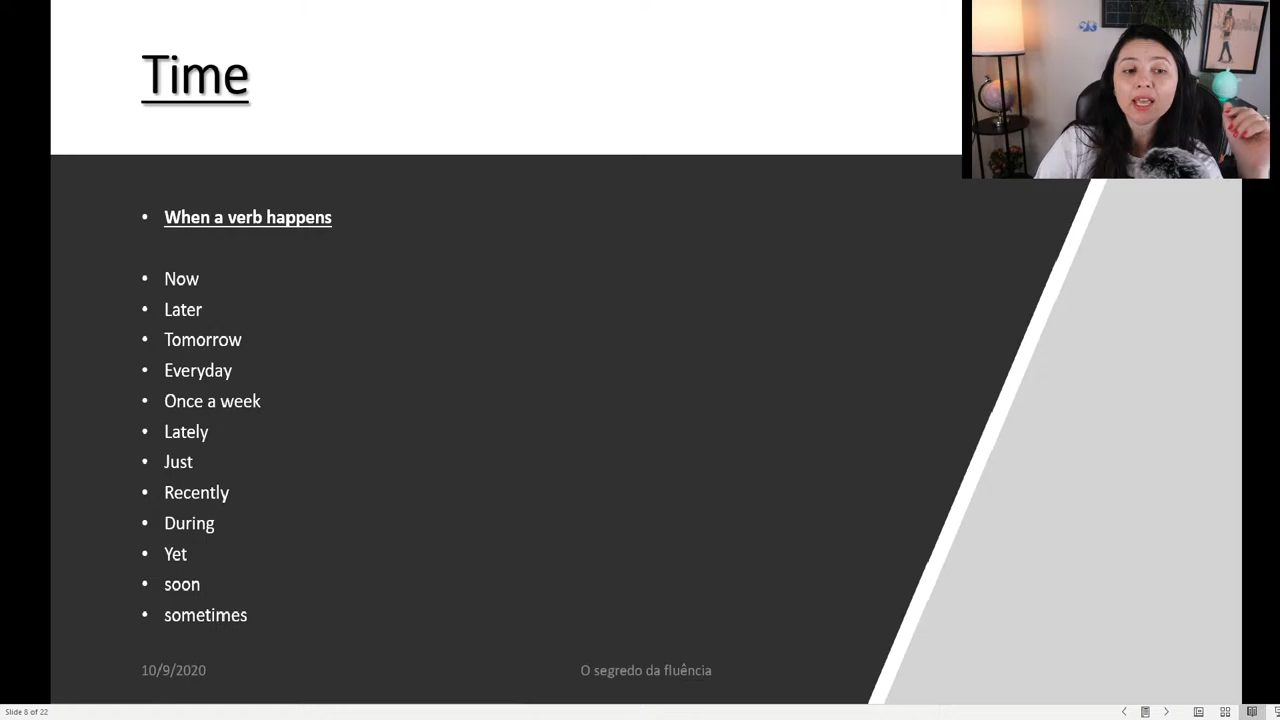 Time
• When a verb happens
• Now
• Later
• Tomorrow
• Everyday
• Once a week
• Lately
• Just
• Recently
• During
• Yet
• soon
• sometimes
10/9/2020
O segredo da fluência
Slide 8 of 22